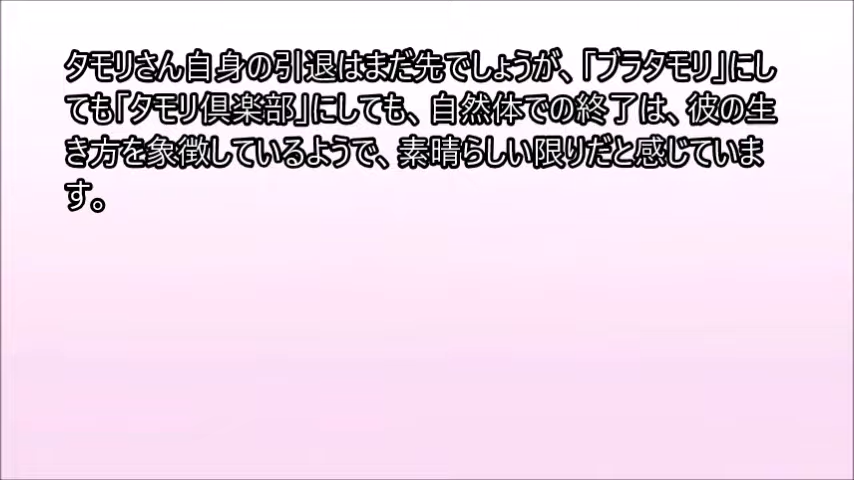 タモリさん自身の引退はまだ先でしょうが、「ブラタモリ」にし
ても「タモリ倶楽部」にしても、自然体での終了は、彼の生
き方を象徴しているようで、素晴らしい限りだと感じていま
す。